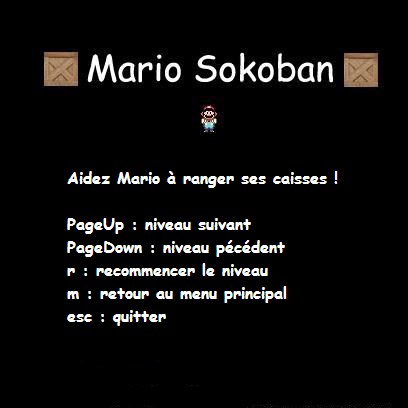 Mario Sokoban
Aidez Mario à ranger ses caisses !
PageUp : niveau suivant
PageDown : niveau pécédent
r : recommencer le niveau
m : retour au menu principal
esc : quitter